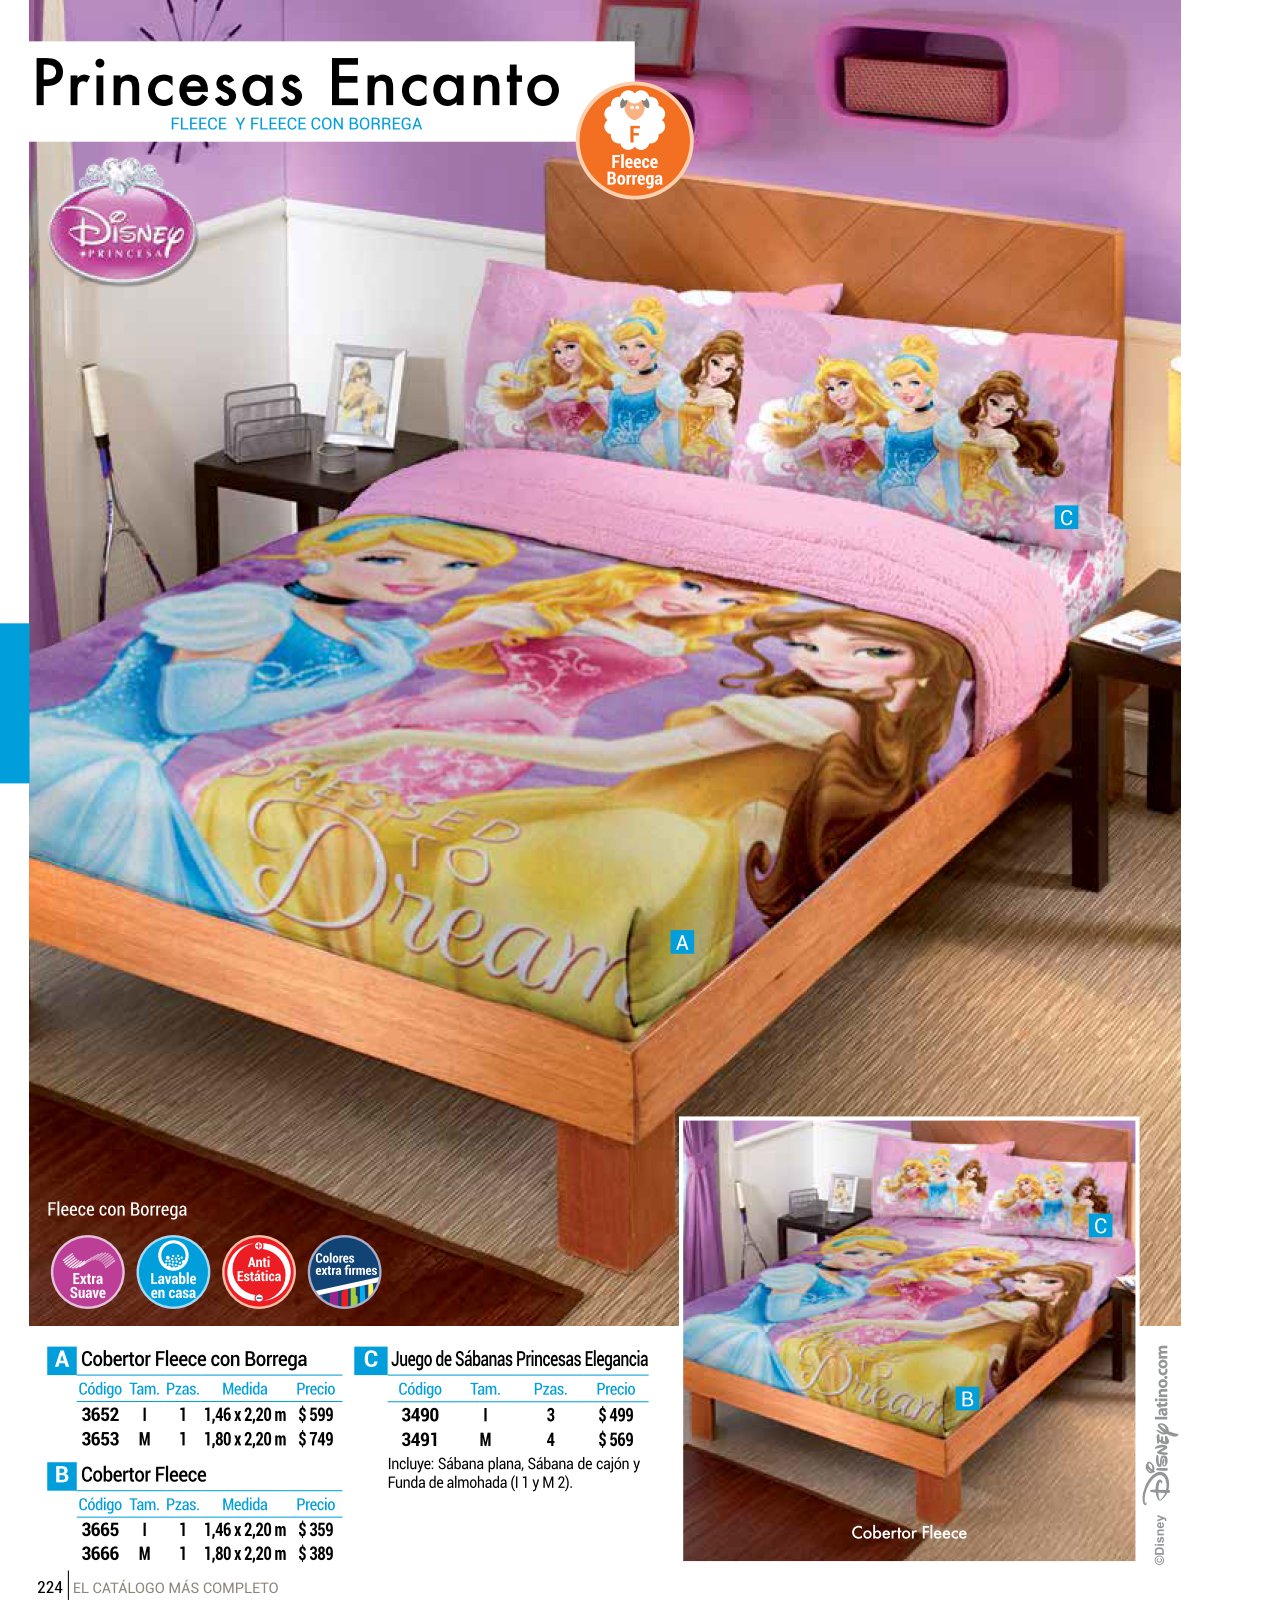 Princesas Encanto
FLEECE Y FLEECE CON BORREGA
F
Fleece
Borrega
DISNEY
PRINCESA
C
DRESSED
TO
Dream
A
Fleece con Borrega
Extra
Suave
Lavable
en casa
Anti
Estática
Colores
extra firmes
A Cobertor Fleece con Borrega
Código Tam. Pzas. Medida Precio
3652 I 1 1,46 x 2,20 m $ 599
3653 M 1 1,80 x 2,20 m $ 749
B Cobertor Fleece
Código Tam. Pzas. Medida Precio
3665 I 1 1,46 x 2,20 m $ 359
3666 M 1 1,80 x 2,20 m $ 389
C Juego de Sábanas Princesas Elegancia
Código Tam. Pzas. Precio
3490 I 3 $ 499
3491 M 4 $ 569
Incluye: Sábana plana, Sábana de cajón y
Funda de almohada (I 1 y M 2).
C
Dream
B
Cobertor Fleece
©Disney DISNEYlatino.com
224 EL CATÁLOGO MÁS COMPLETO